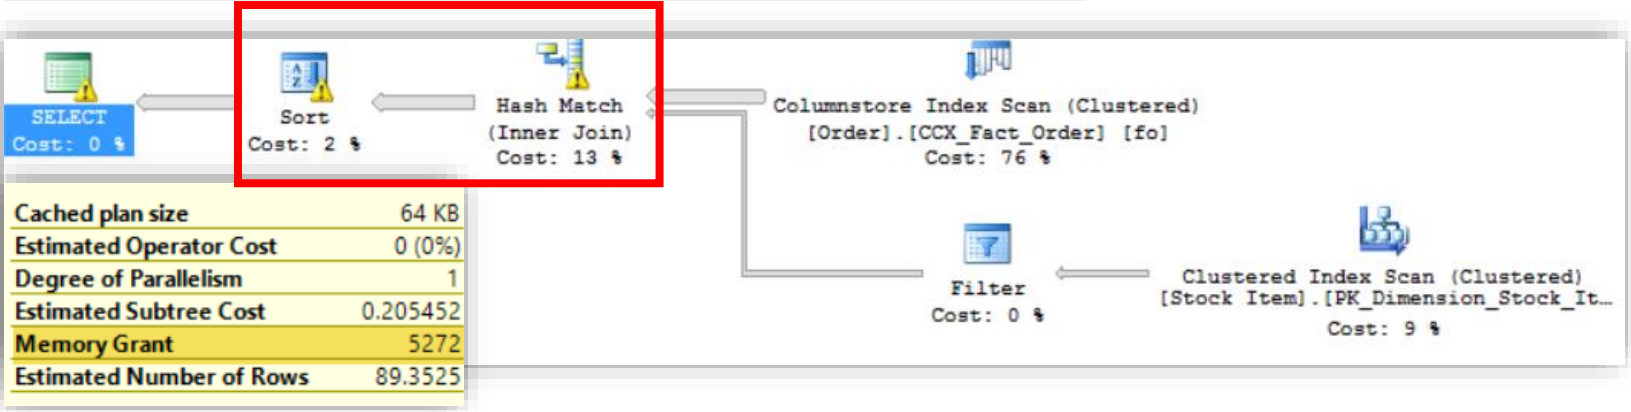 SELECT
Cost: 0 %
Sort
Cost: 2 %
Hash Match
(Inner Join)
Cost: 13 %
Columnstore Index Scan (Clustered)
[Order].[CCX_Fact_Order] [fo]
Cost: 76 %
Filter
Cost: 0 %
Clustered Index Scan (Clustered)
[Stock Item].[PK_Dimension_Stock_It…
Cost: 9 %
Cached plan size 64 KB
Estimated Operator Cost 0 (0%)
Degree of Parallelism 1
Estimated Subtree Cost 0.205452
Memory Grant 5272
Estimated Number of Rows 89.3525